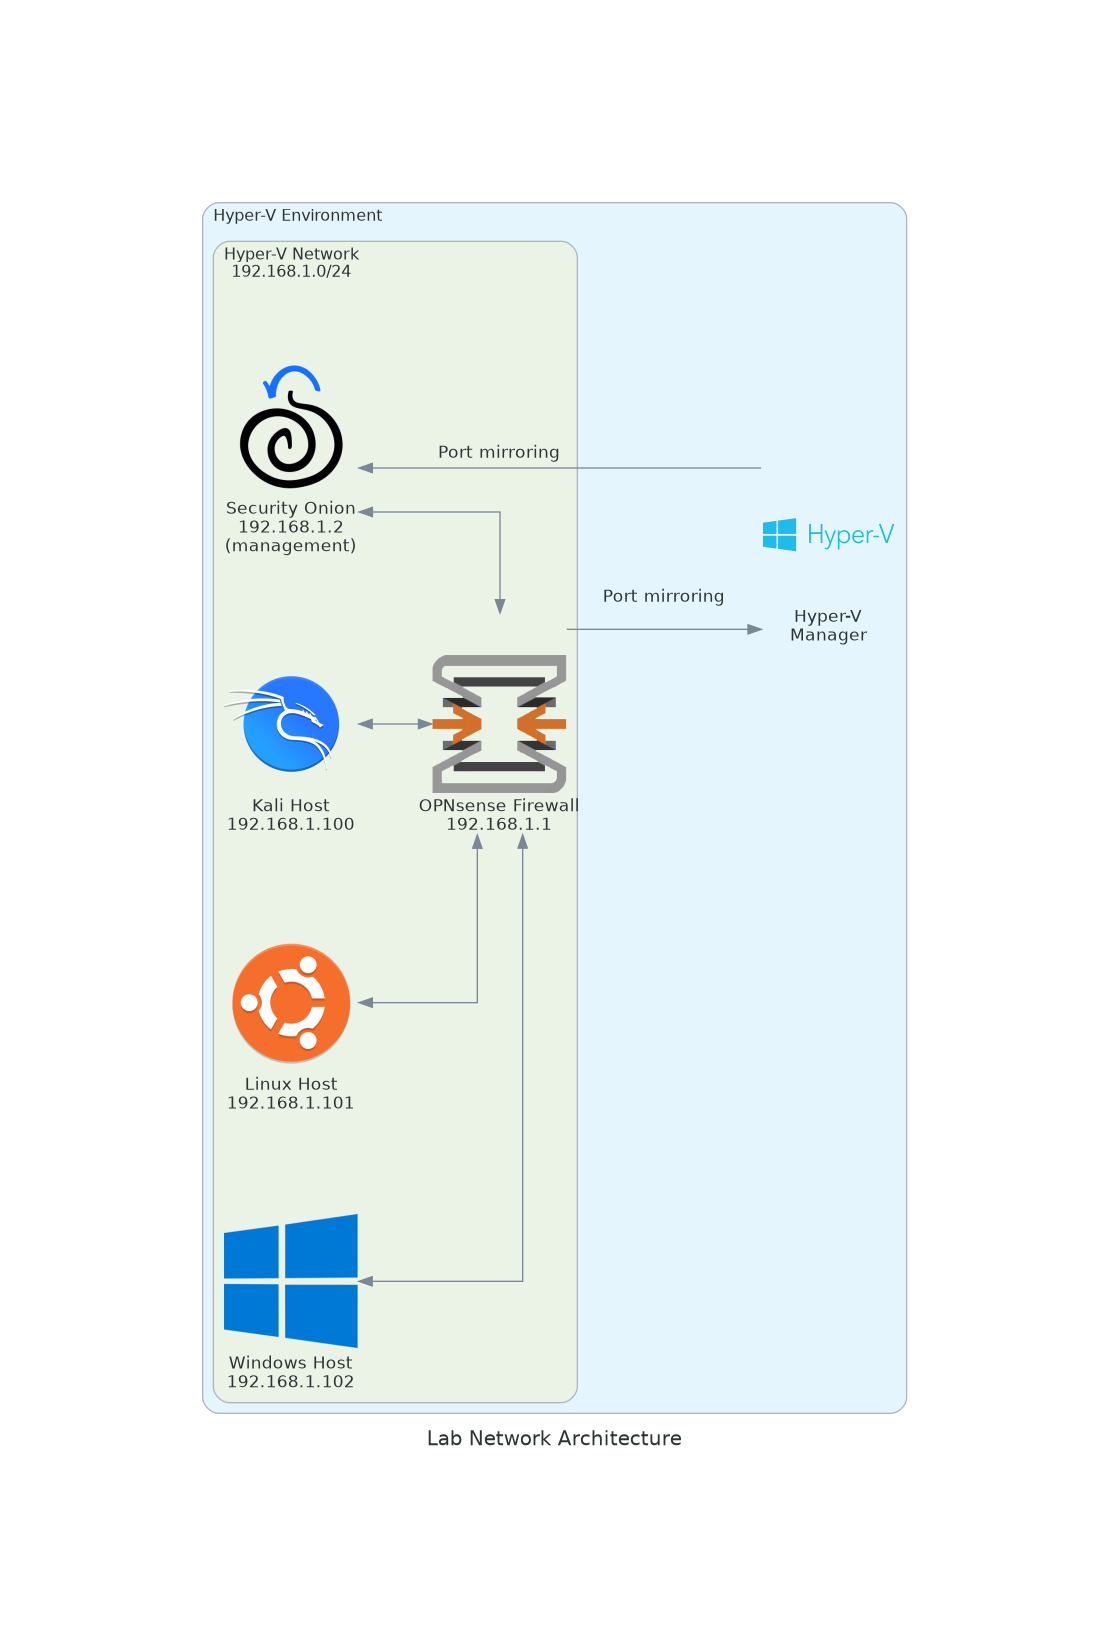 Hyper-V Environment
Hyper-V Network
192.168.1.0/24
Port mirroring
Security Onion
192.168.1.2
(management)
Hyper-V
Port mirroring
Hyper-V
Manager
Kali Host
192.168.1.100
OPNsense Firewall
192.168.1.1
Linux Host
192.168.1.101
Windows Host
192.168.1.102
Lab Network Architecture